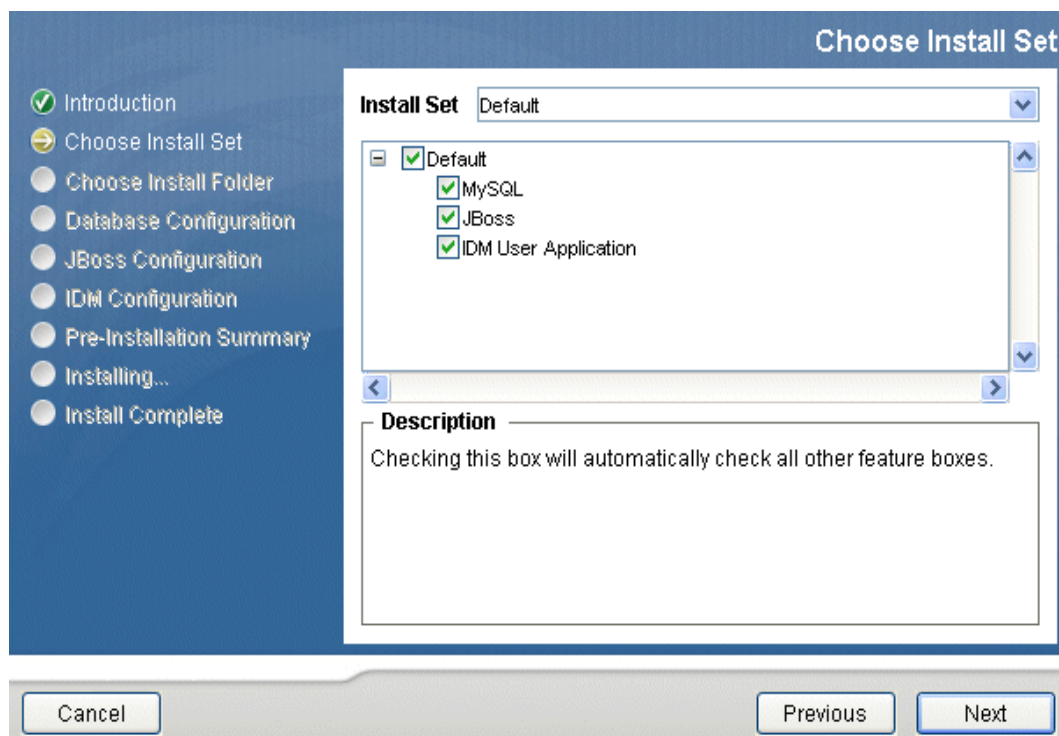 Choose Install Set
Introduction
Choose Install Set
Choose Install Folder
Database Configuration
JBoss Configuration
IDM Configuration
Pre-Installation Summary
Installing...
Install Complete
Install Set Default
Default
MySQL
JBoss
IDM User Application
Description
Checking this box will automatically check all other feature boxes.
Cancel Previous Next